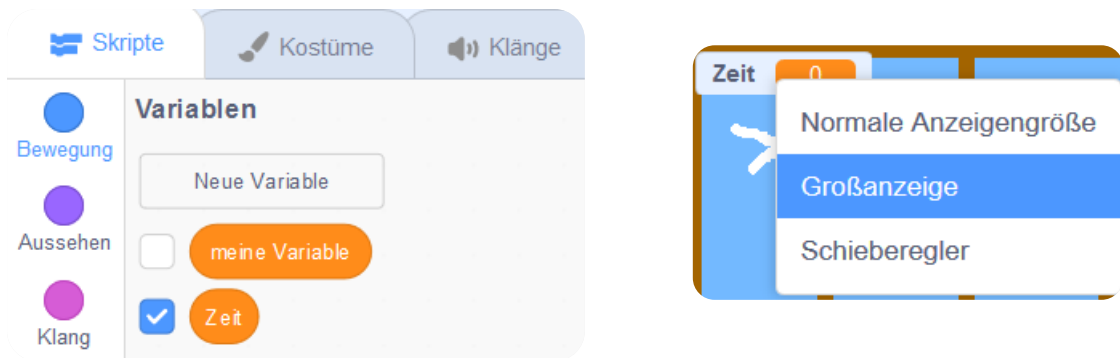 Skripte
Kostüme
Klänge
Bewegung
Aussehen
Klang
Variablen
Neue Variable
meine Variable
Zeit
Zeit 0
Normale Anzeigengröße
Großanzeige
Schieberegler